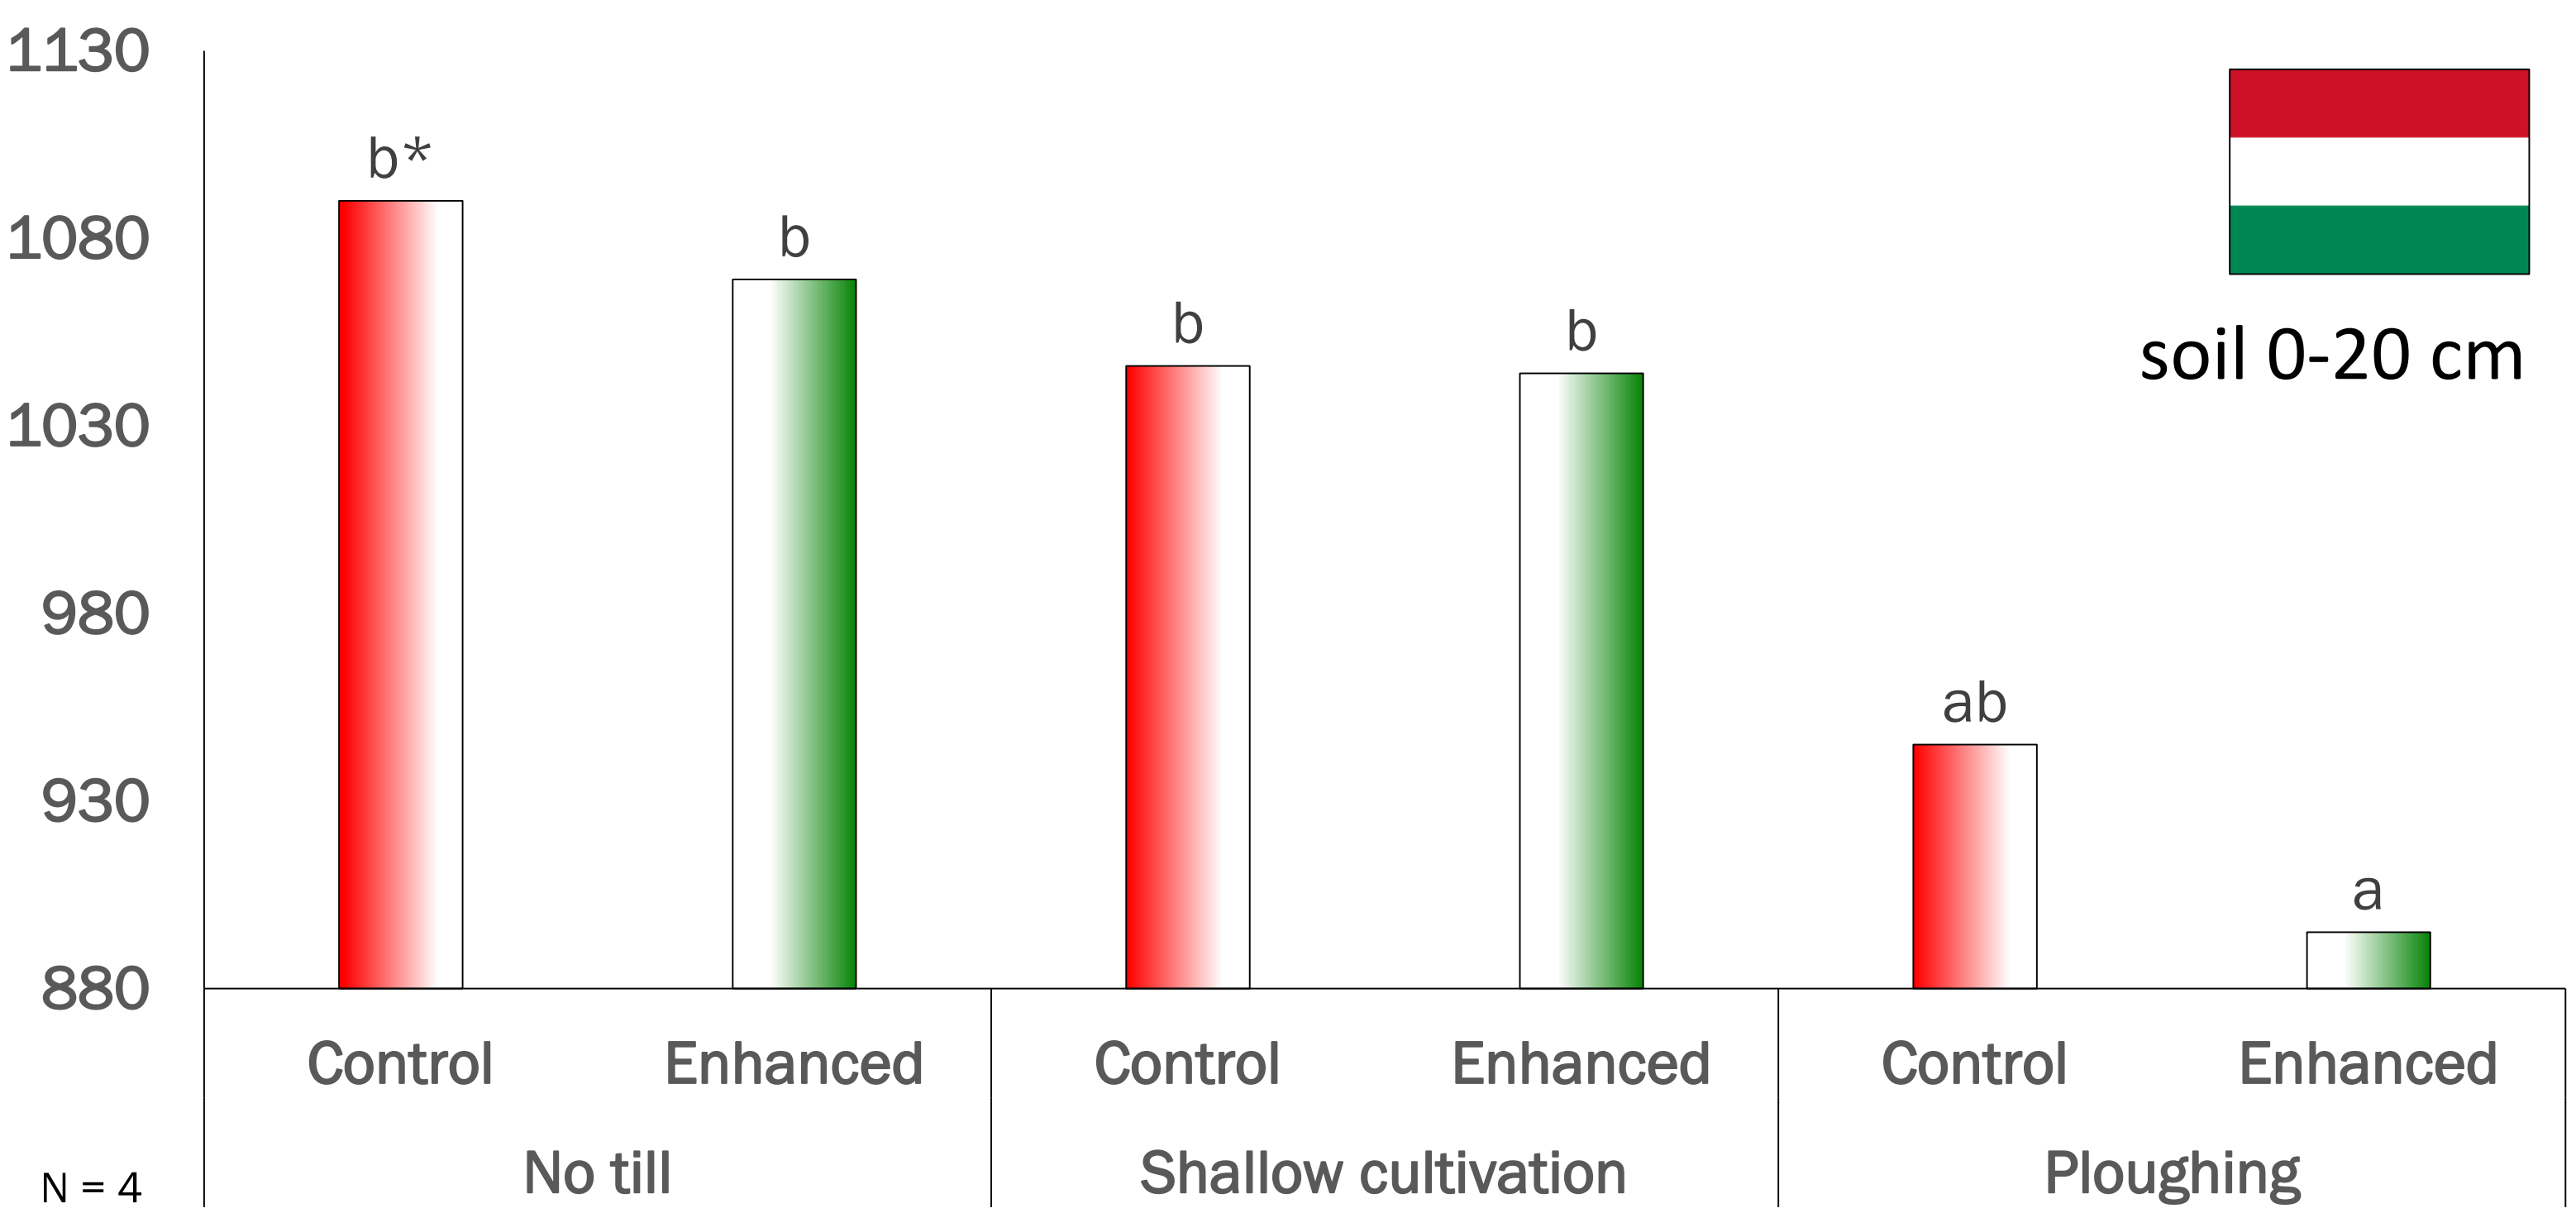 1130
1080
1030
980
930
880
b*
b
b
b
ab
a
soil 0-20 cm
Control Enhanced Control Enhanced Control Enhanced
No till Shallow cultivation Ploughing
N = 4